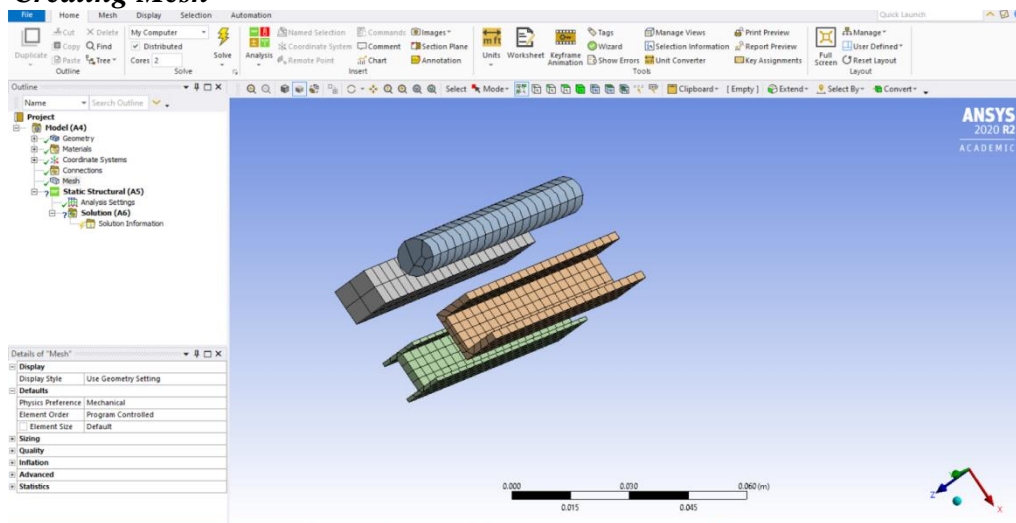 Creating Mesh
File Home Mesh Display Selection Automation Quick Launch
Duplicate Cut Copy Paste Delete Find Tree
Outline
My Computer
Distributed
Cores 2
Solve
Solve
Analysis
Named Selection Commands Images
Coordinate System Comment Section Plane
Remote Point Chart Annotation
Insert
Units Worksheet Keyframe Animation
Tags
Wizard
Show Errors
Manage Views
Selection Information
Unit Converter
Print Preview
Report Preview
Key Assignments
Tools
Full Screen
Manage
User Defined
Reset Layout
Layout
Outline
Name Search Outline
Select Mode Clipboard [ Empty ] Extend Select By Convert
Project
Model (A4)
Geometry
Materials
Coordinate Systems
Connections
Mesh
Static Structural (A5)
Analysis Settings
Solution (A6)
Solution Information
ANSYS
2020 R2
ACADEMIC
Details of "Mesh"
Display
Display Style Use Geometry Setting
Defaults
Physics Preference Mechanical
Element Order Program Controlled
Element Size Default
Sizing
Quality
Inflation
Advanced
Statistics
0.000 0.030 0.060 (m)
0.015 0.045
Z
X